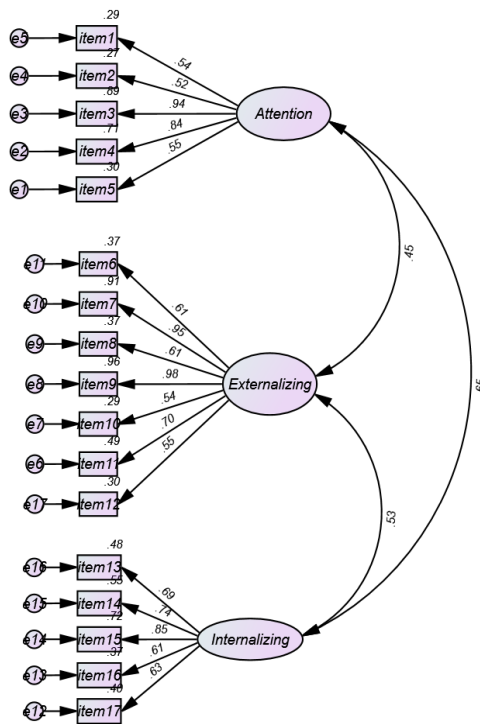 .29
e5 item1
.27
.54
e4 item2
.52
.89
e3 item3
.94
Attention
.71
.84
e2 item4
.55
.30
e1 item5
.45
.37
e11 item6
.61
.91
e10 item7
.95
.37
e9 item8
.61
.65
.96
e8 item9
.98
Externalizing
.29
.54
e7 item10
.70
.49
e6 item11
.55
.30
e17 item12
.53
.48
e16 item13
.69
.55
e15 item14
.74
.72
e14 item15
.85
Internalizing
.37
.61
e13 item16
.63
.40
e12 item17